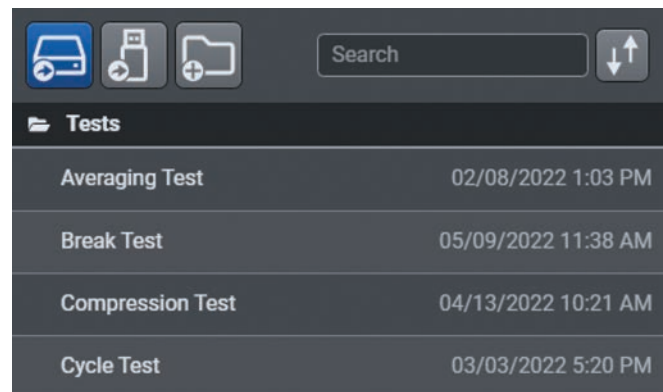 Search
Tests
Averaging Test 02/08/2022 1:03 PM
Break Test 05/09/2022 11:38 AM
Compression Test 04/13/2022 10:21 AM
Cycle Test 03/03/2022 5:20 PM